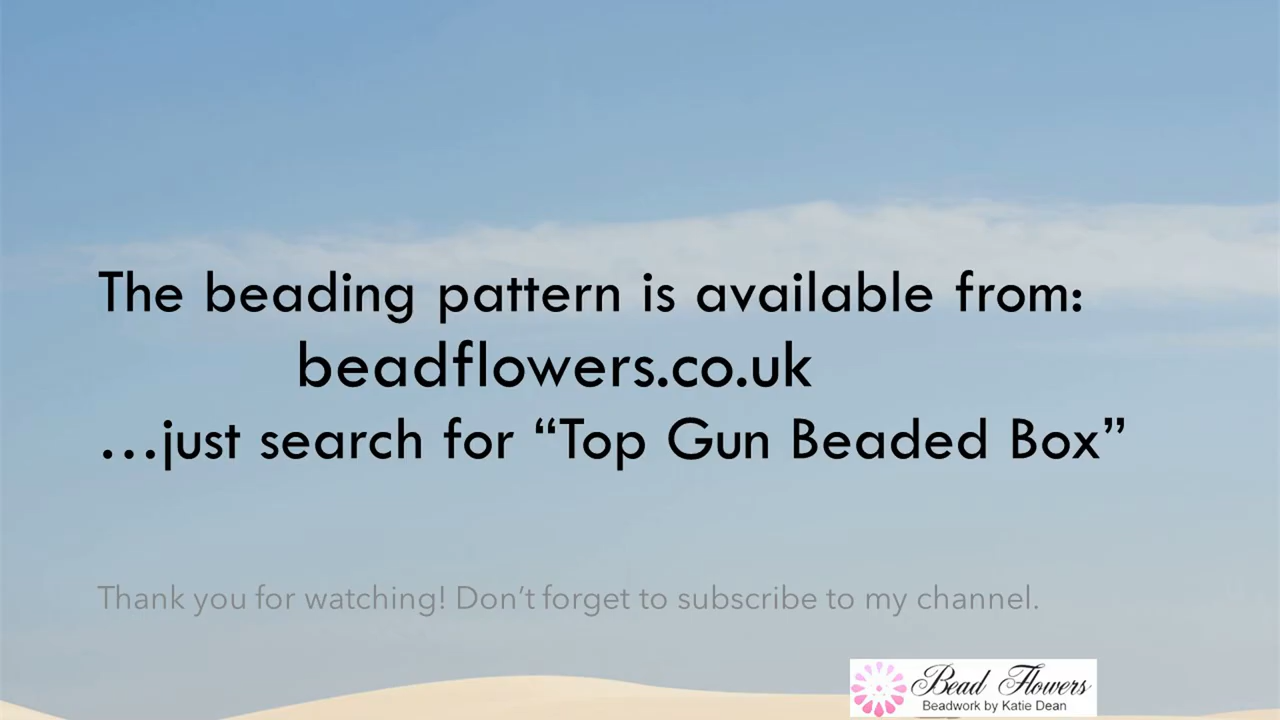 The beading pattern is available from:
beadflowers.co.uk
…just search for “Top Gun Beaded Box”
Thank you for watching! Don’t forget to subscribe to my channel.
Bead Flowers
Beadwork by Katie Dean